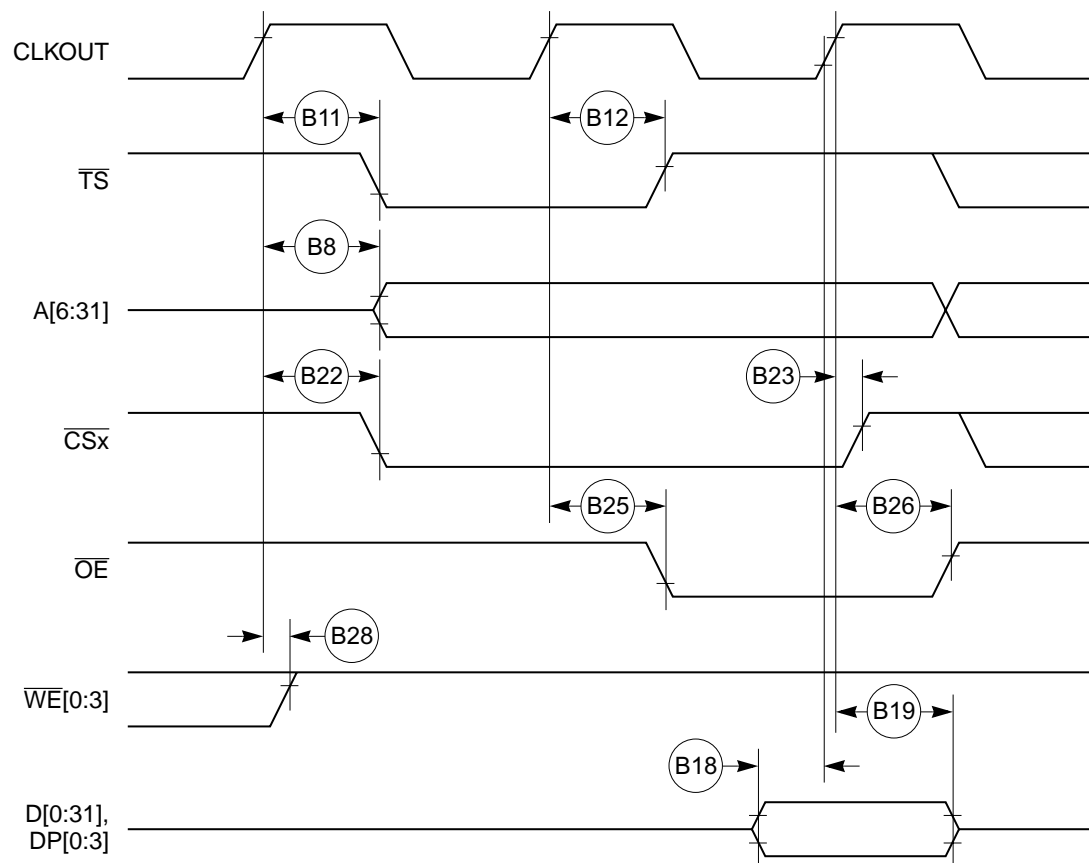 CLKOUT
B11
B12
TS
B8
A[6:31]
B22
B23
CSx
B25
B26
OE
B28
WE[0:3]
B19
B18
D[0:31],
DP[0:3]